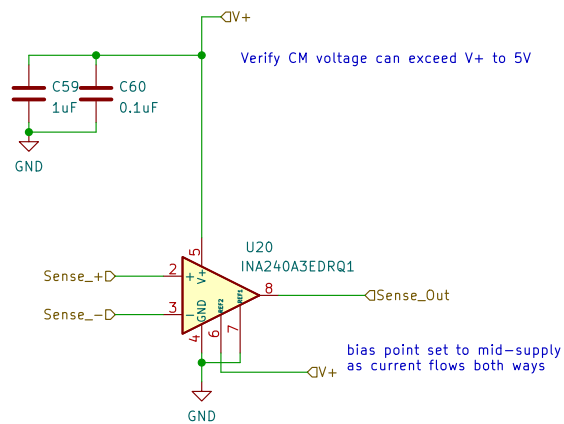 V+
Verify CM voltage can exceed V+ to 5V
C59
1uF
C60
0.1uF
GND
U20
INA240A3EDRQ1
5
V+
Sense_+
2
+
8
Sense_Out
Sense_-
3
-
GND
REF2
REF1
4
6
7
V+
bias point set to mid-supply
as current flows both ways
GND